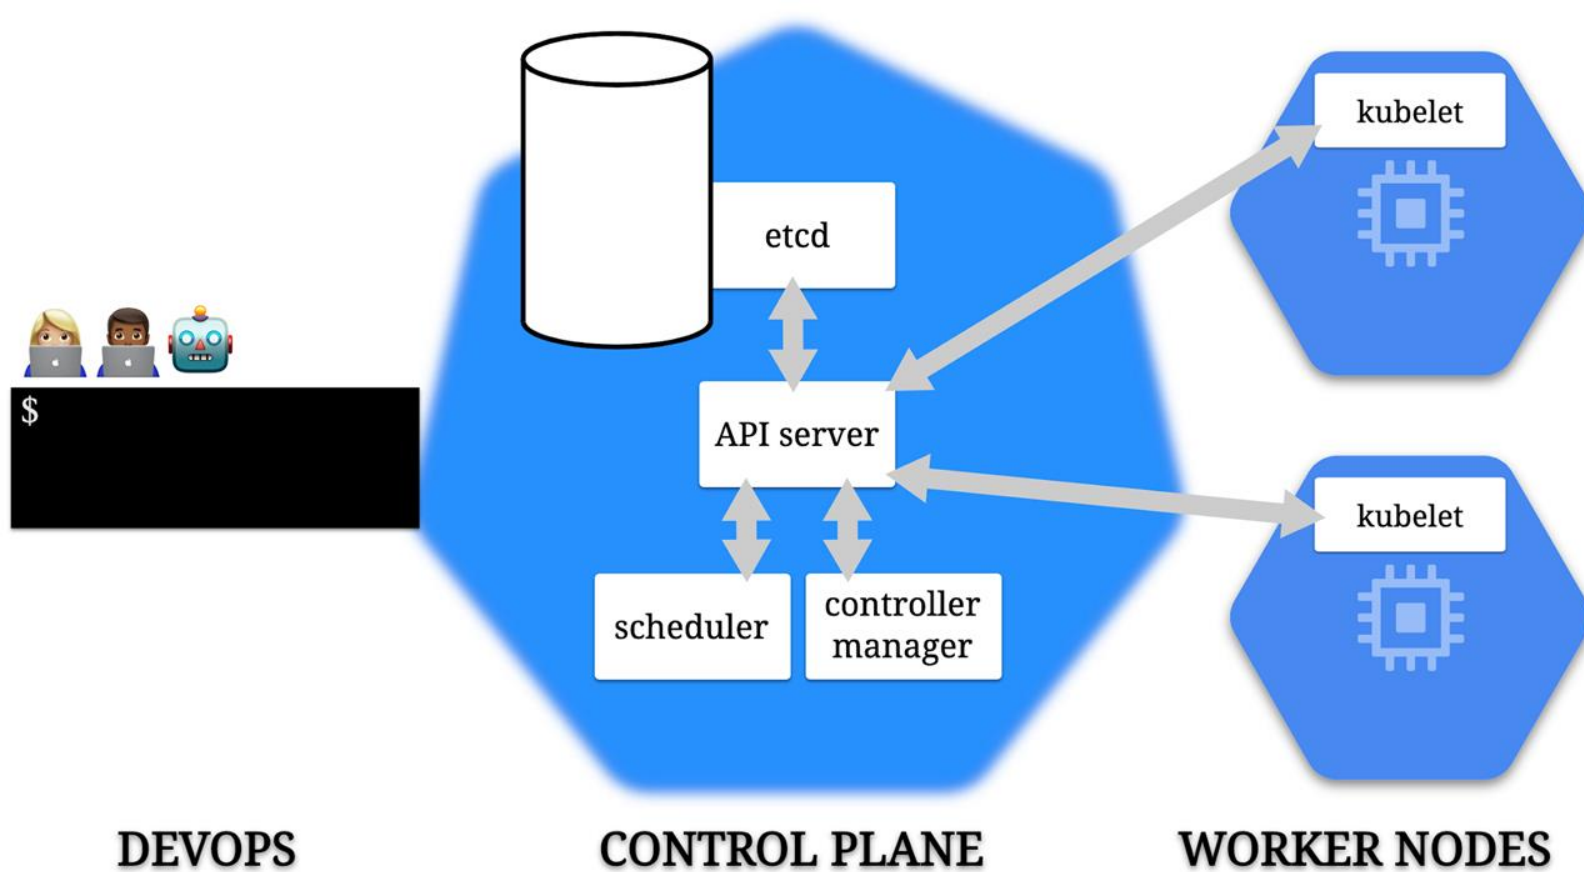 kubelet
etcd
$
API server
kubelet
scheduler
controller
manager
DEVOPS
CONTROL PLANE
WORKER NODES